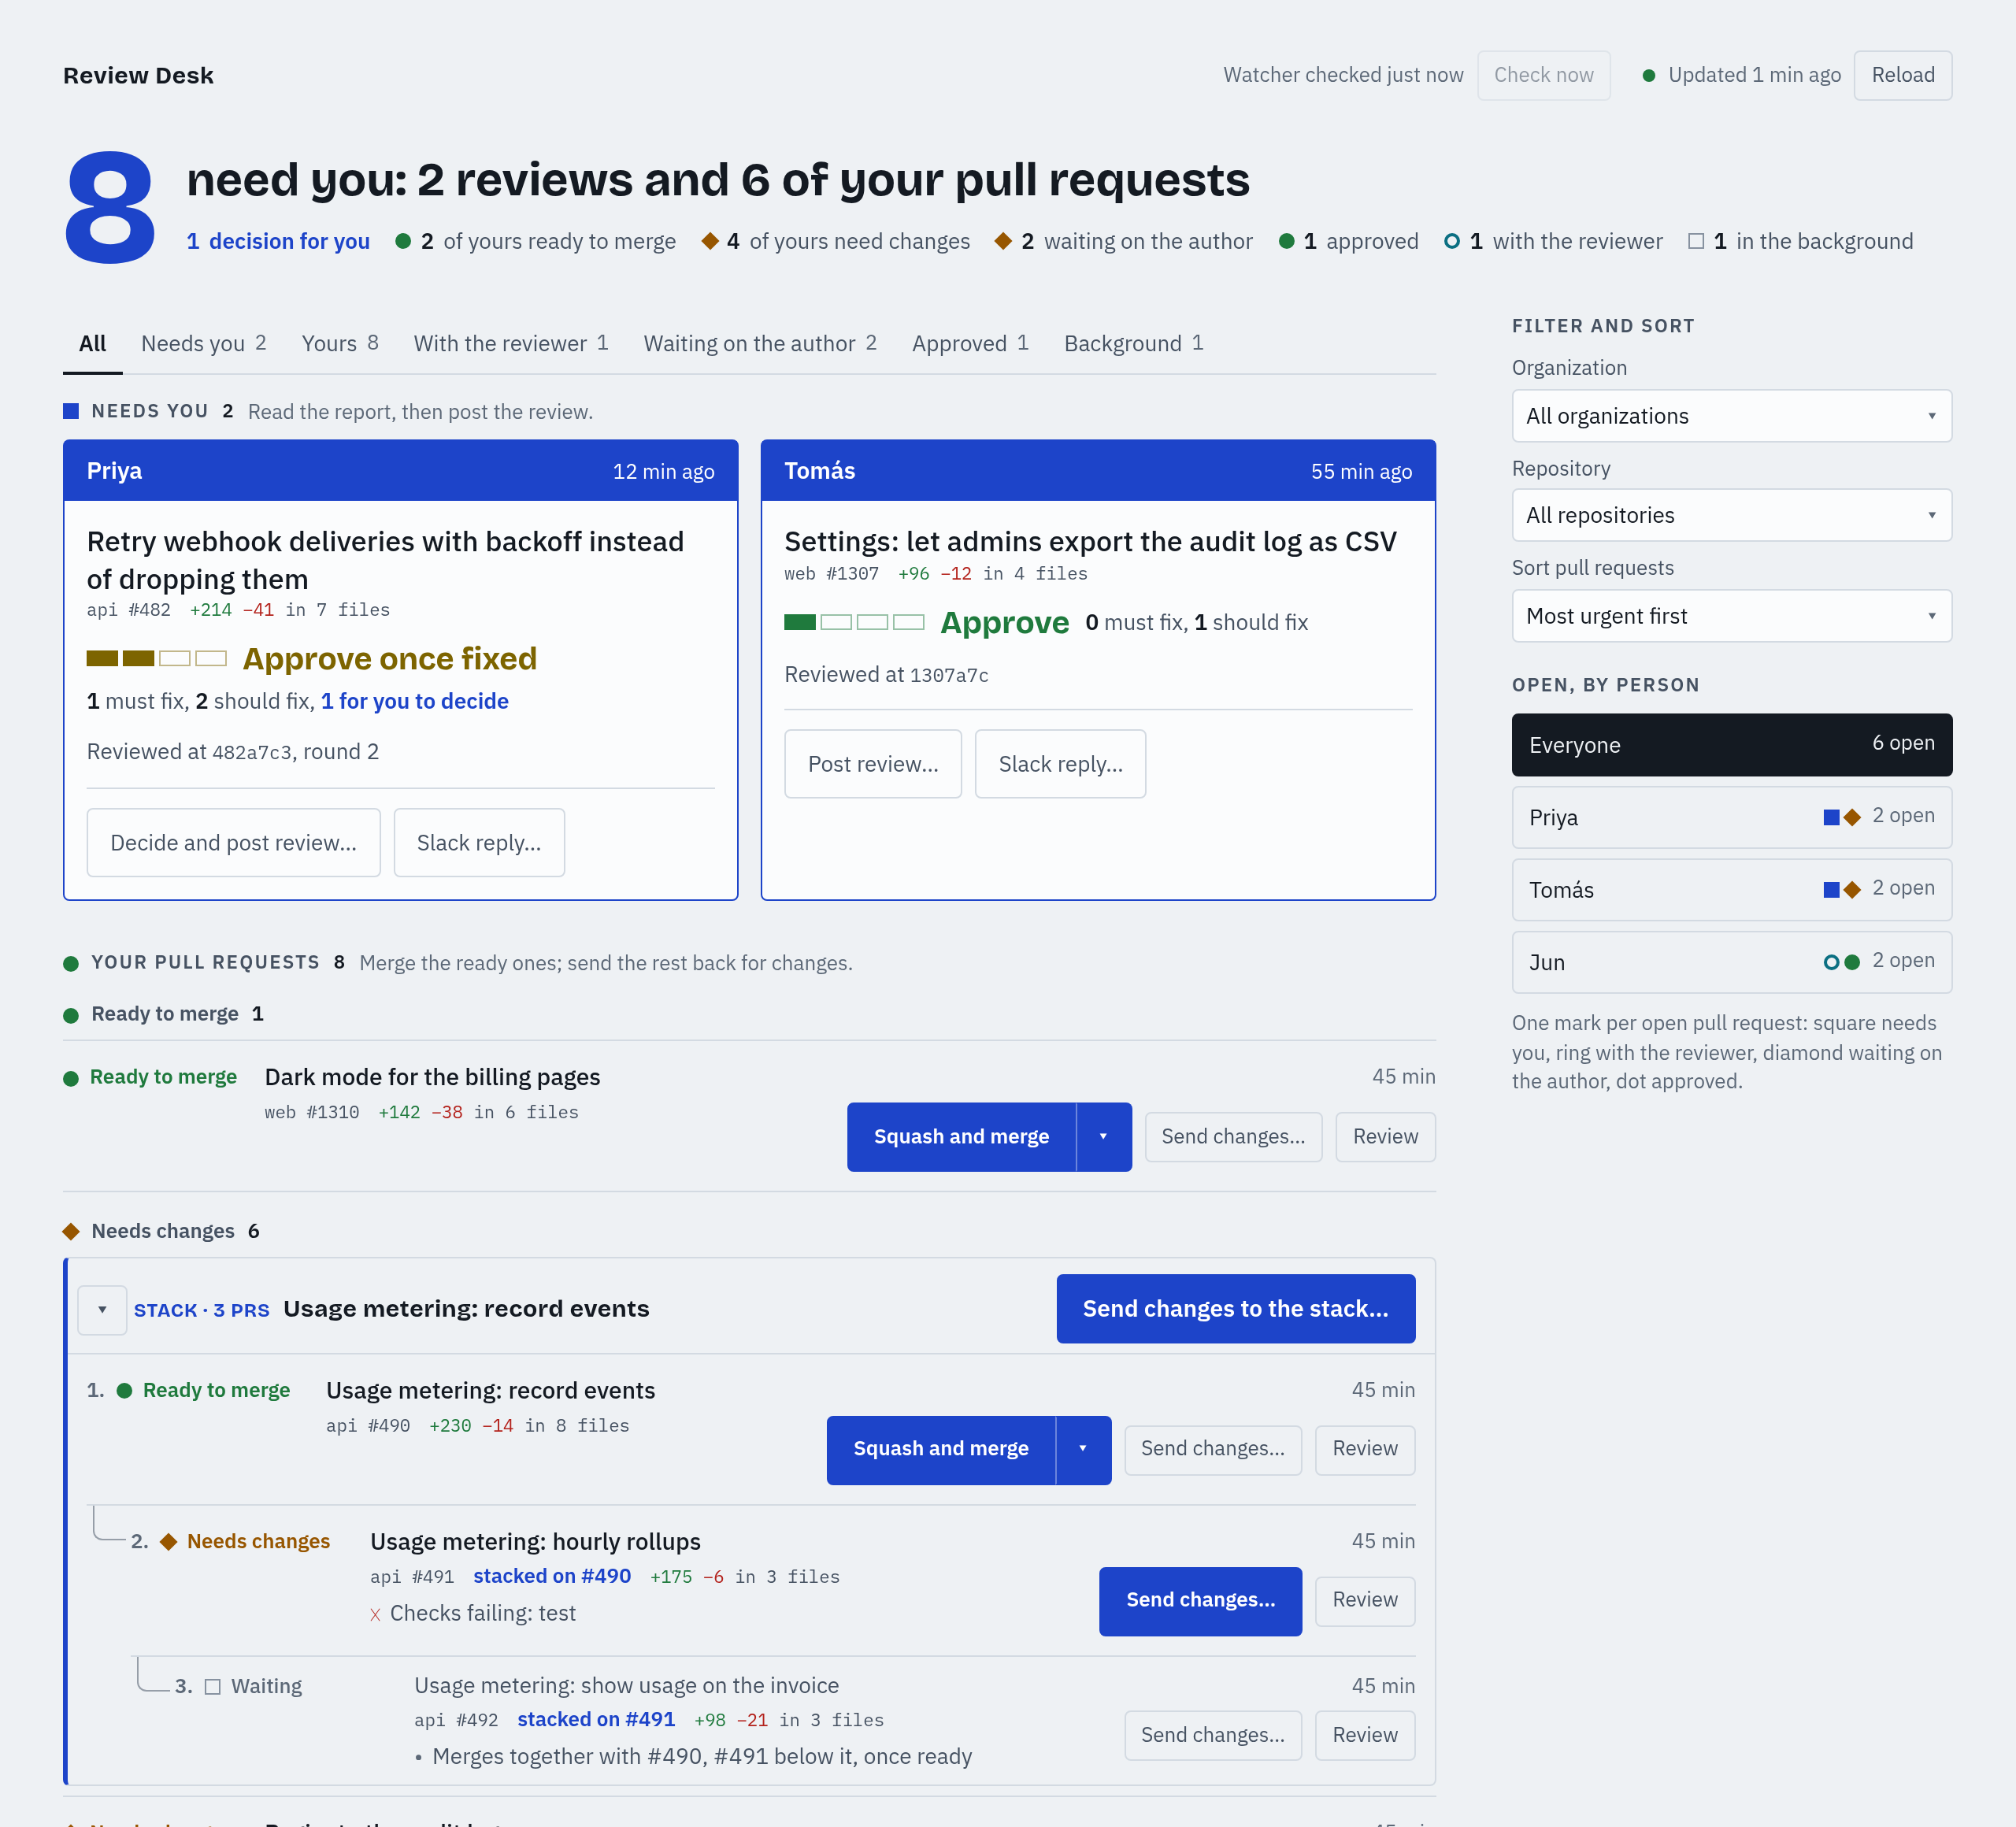 Review Desk
Watcher checked just now Check now Updated 1 min ago Reload
8 need you: 2 reviews and 6 of your pull requests
1 decision for you 2 of yours ready to merge 4 of yours need changes 2 waiting on the author 1 approved 1 with the reviewer 1 in the background
All Needs you 2 Yours 8 With the reviewer 1 Waiting on the author 2 Approved 1 Background 1
NEEDS YOU 2 Read the report, then post the review.
Priya 12 min ago
Retry webhook deliveries with backoff instead
of dropping them
api #482 +214 −41 in 7 files
Approve once fixed
1 must fix, 2 should fix, 1 for you to decide
Reviewed at 482a7c3, round 2
Decide and post review... Slack reply...
Tomás 55 min ago
Settings: let admins export the audit log as CSV
web #1307 +96 −12 in 4 files
Approve 0 must fix, 1 should fix
Reviewed at 1307a7c
Post review... Slack reply...
YOUR PULL REQUESTS 8 Merge the ready ones; send the rest back for changes.
Ready to merge 1
Ready to merge Dark mode for the billing pages 45 min
web #1310 +142 −38 in 6 files
Squash and merge Send changes... Review
Needs changes 6
STACK · 3 PRS Usage metering: record events Send changes to the stack...
1. Ready to merge Usage metering: record events 45 min
api #490 +230 −14 in 8 files
Squash and merge Send changes... Review
2. Needs changes Usage metering: hourly rollups 45 min
api #491 stacked on #490 +175 −6 in 3 files
Checks failing: test
Send changes... Review
3. Waiting Usage metering: show usage on the invoice 45 min
api #492 stacked on #491 +98 −21 in 3 files
• Merges together with #490, #491 below it, once ready
Send changes... Review
FILTER AND SORT
Organization
All organizations
Repository
All repositories
Sort pull requests
Most urgent first
OPEN, BY PERSON
Everyone 6 open
Priya 2 open
Tomás 2 open
Jun 2 open
One mark per open pull request: square needs
you, ring with the reviewer, diamond waiting on
the author, dot approved.